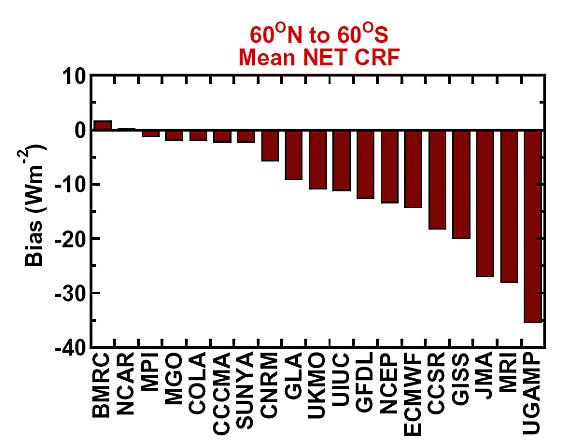 60ᴼN to 60ᴼS
Mean NET CRF
Bias (Wm⁻²)
10
0
-10
-20
-30
-40
BMRC
NCAR
MPI
MGO
COLA
CCCMA
SUNYA
CNRM
GLA
UKMO
UIUC
GFDL
NCEP
ECMWF
CCSR
GISS
JMA
MRI
UGAMP